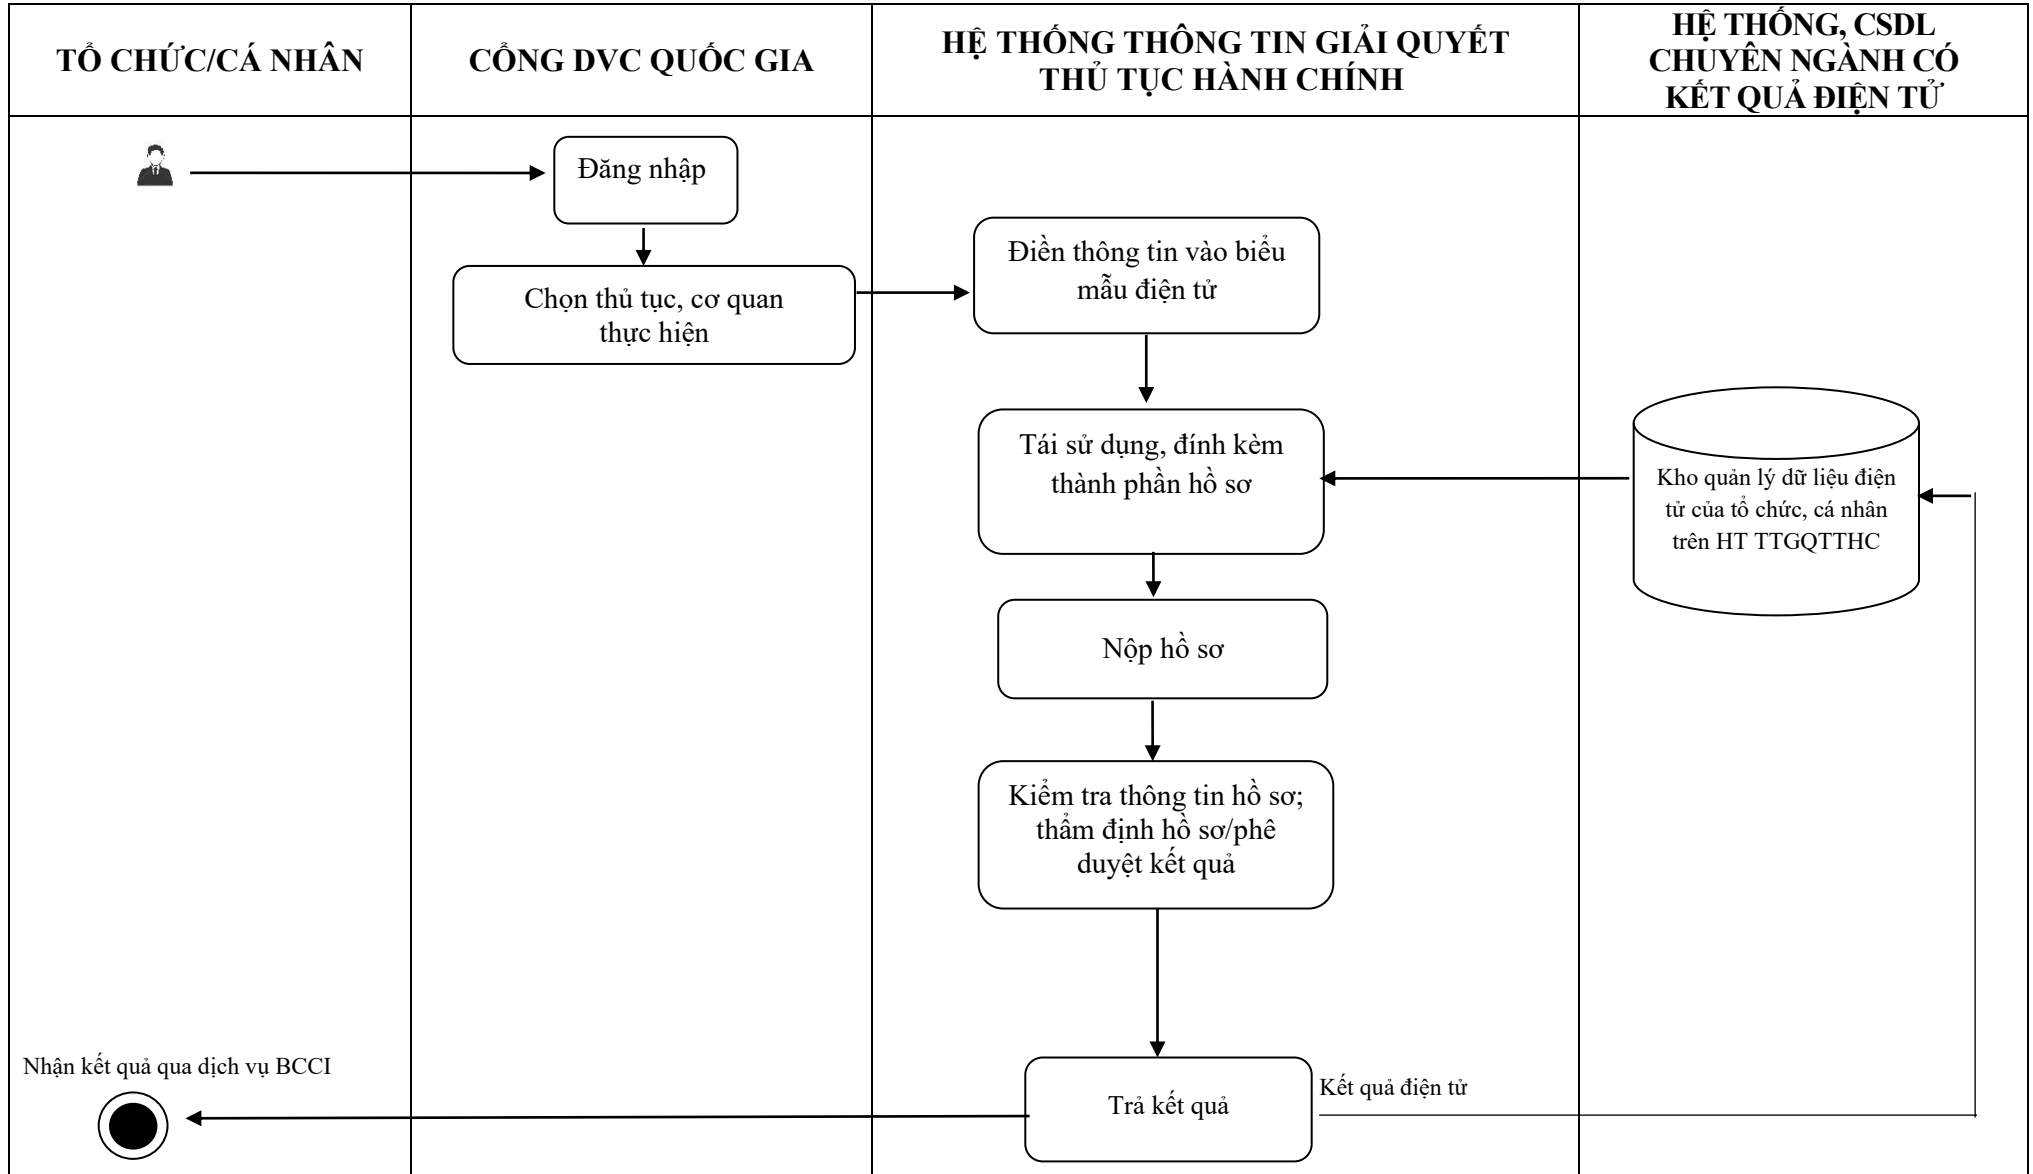 TỔ CHỨC/CÁ NHÂN
CỔNG DVC QUỐC GIA
HỆ THỐNG THÔNG TIN GIẢI QUYẾT
THỦ TỤC HÀNH CHÍNH
HỆ THỐNG, CSDL
CHUYÊN NGÀNH CÓ
KẾT QUẢ ĐIỆN TỬ
Đăng nhập
Chọn thủ tục, cơ quan
thực hiện
Điền thông tin vào biểu
mẫu điện tử
Tái sử dụng, đính kèm
thành phần hồ sơ
Kho quản lý dữ liệu điện
tử của tổ chức, cá nhân
trên HT TTGQTTHC
Nộp hồ sơ
Kiểm tra thông tin hồ sơ;
thẩm định hồ sơ/phê
duyệt kết quả
Nhận kết quả qua dịch vụ BCCI
Trả kết quả
Kết quả điện tử